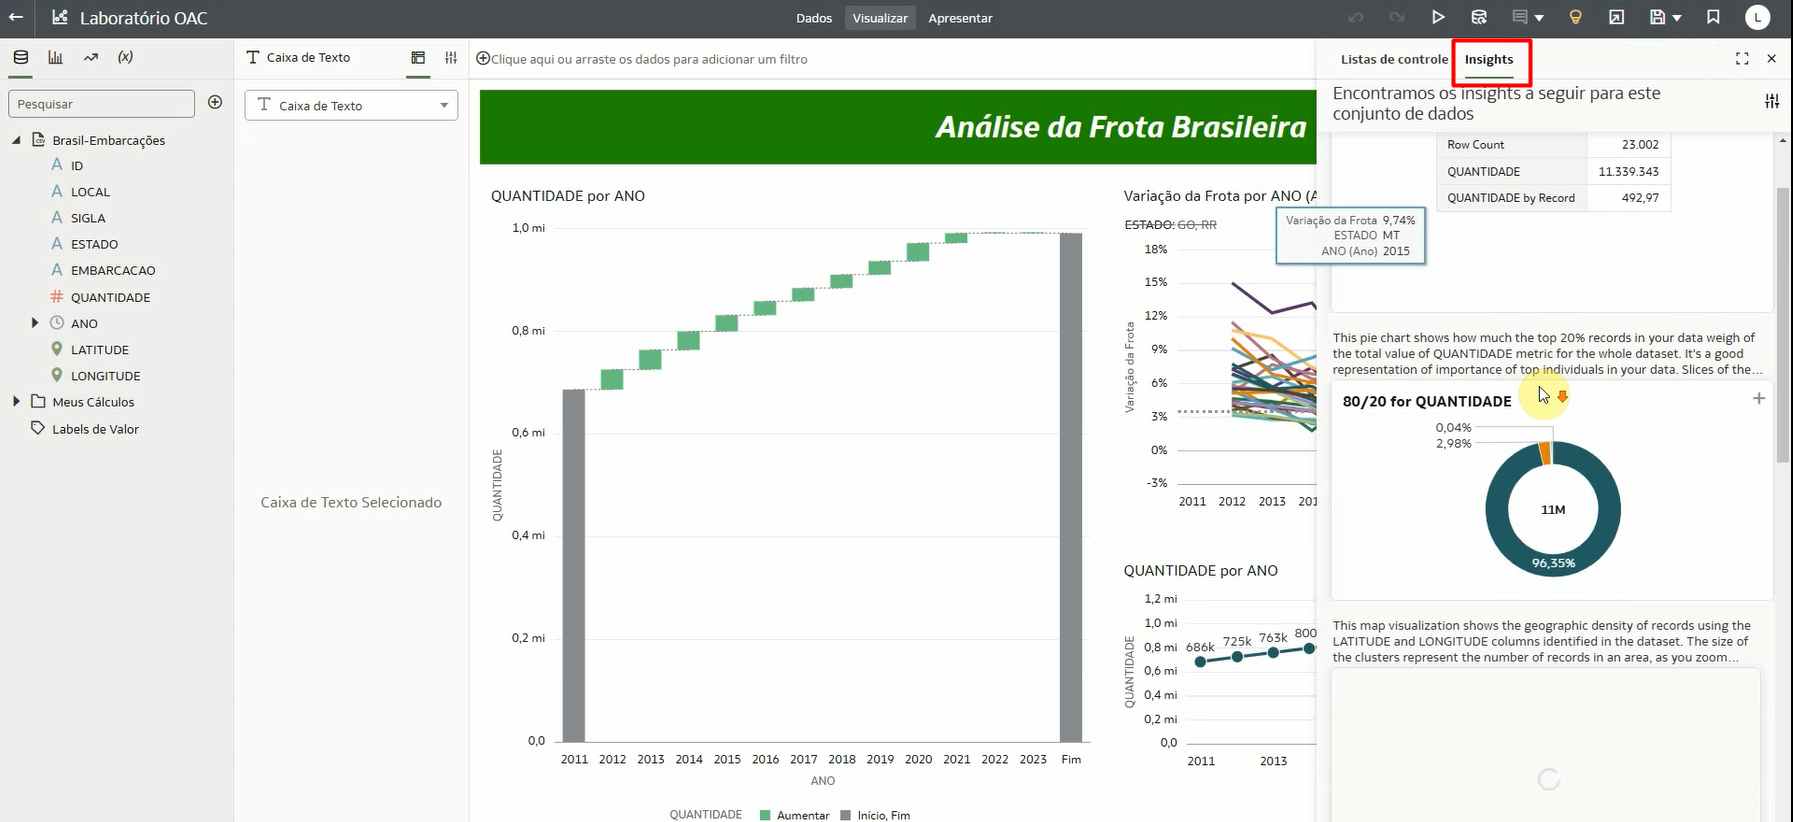 Laboratório OAC
Dados
Visualizar
Apresentar
L
(x)
Pesquisar
Brasil-Embarcações
A ID
A LOCAL
A SIGLA
A ESTADO
A EMBARCACAO
# QUANTIDADE
ANO
LATITUDE
LONGITUDE
Meus Cálculos
Labels de Valor
T Caixa de Texto
T Caixa de Texto
Caixa de Texto Selecionado
Clique aqui ou arraste os dados para adicionar um filtro
Análise da Frota Brasileira
QUANTIDADE por ANO
QUANTIDADE
1,0 mi
0,8 mi
0,6 mi
0,4 mi
0,2 mi
0,0
2011 2012 2013 2014 2015 2016 2017 2018 2019 2020 2021 2022 2023 Fim
ANO
QUANTIDADE Aumentar Início, Fim
Variação da Frota por ANO (A
ESTADO: GO, RR
Variação da Frota
18%
15%
12%
9%
6%
3%
0%
-3%
2011 2012 2013 201
Variação da Frota 9,74%
ESTADO MT
ANO (Ano) 2015
QUANTIDADE por ANO
QUANTIDADE
1,2 mi
1,0 mi
0,8 mi
0,6 mi
0,4 mi
0,2 mi
0,0
686k 725k 763k 800
2011 2013
Listas de controle
Insights
Encontramos os insights a seguir para este
conjunto de dados
Row Count 23.002
QUANTIDADE 11.339.343
QUANTIDADE by Record 492,97
This pie chart shows how much the top 20% records in your data weigh of
the total value of QUANTIDADE metric for the whole dataset. It's a good
representation of importance of top individuals in your data. Slices of the...
80/20 for QUANTIDADE
0,04%
2,98%
11M
96,35%
This map visualization shows the geographic density of records using the
LATITUDE and LONGITUDE columns identified in the dataset. The size of
the clusters represent the number of records in an area, as you zoom...